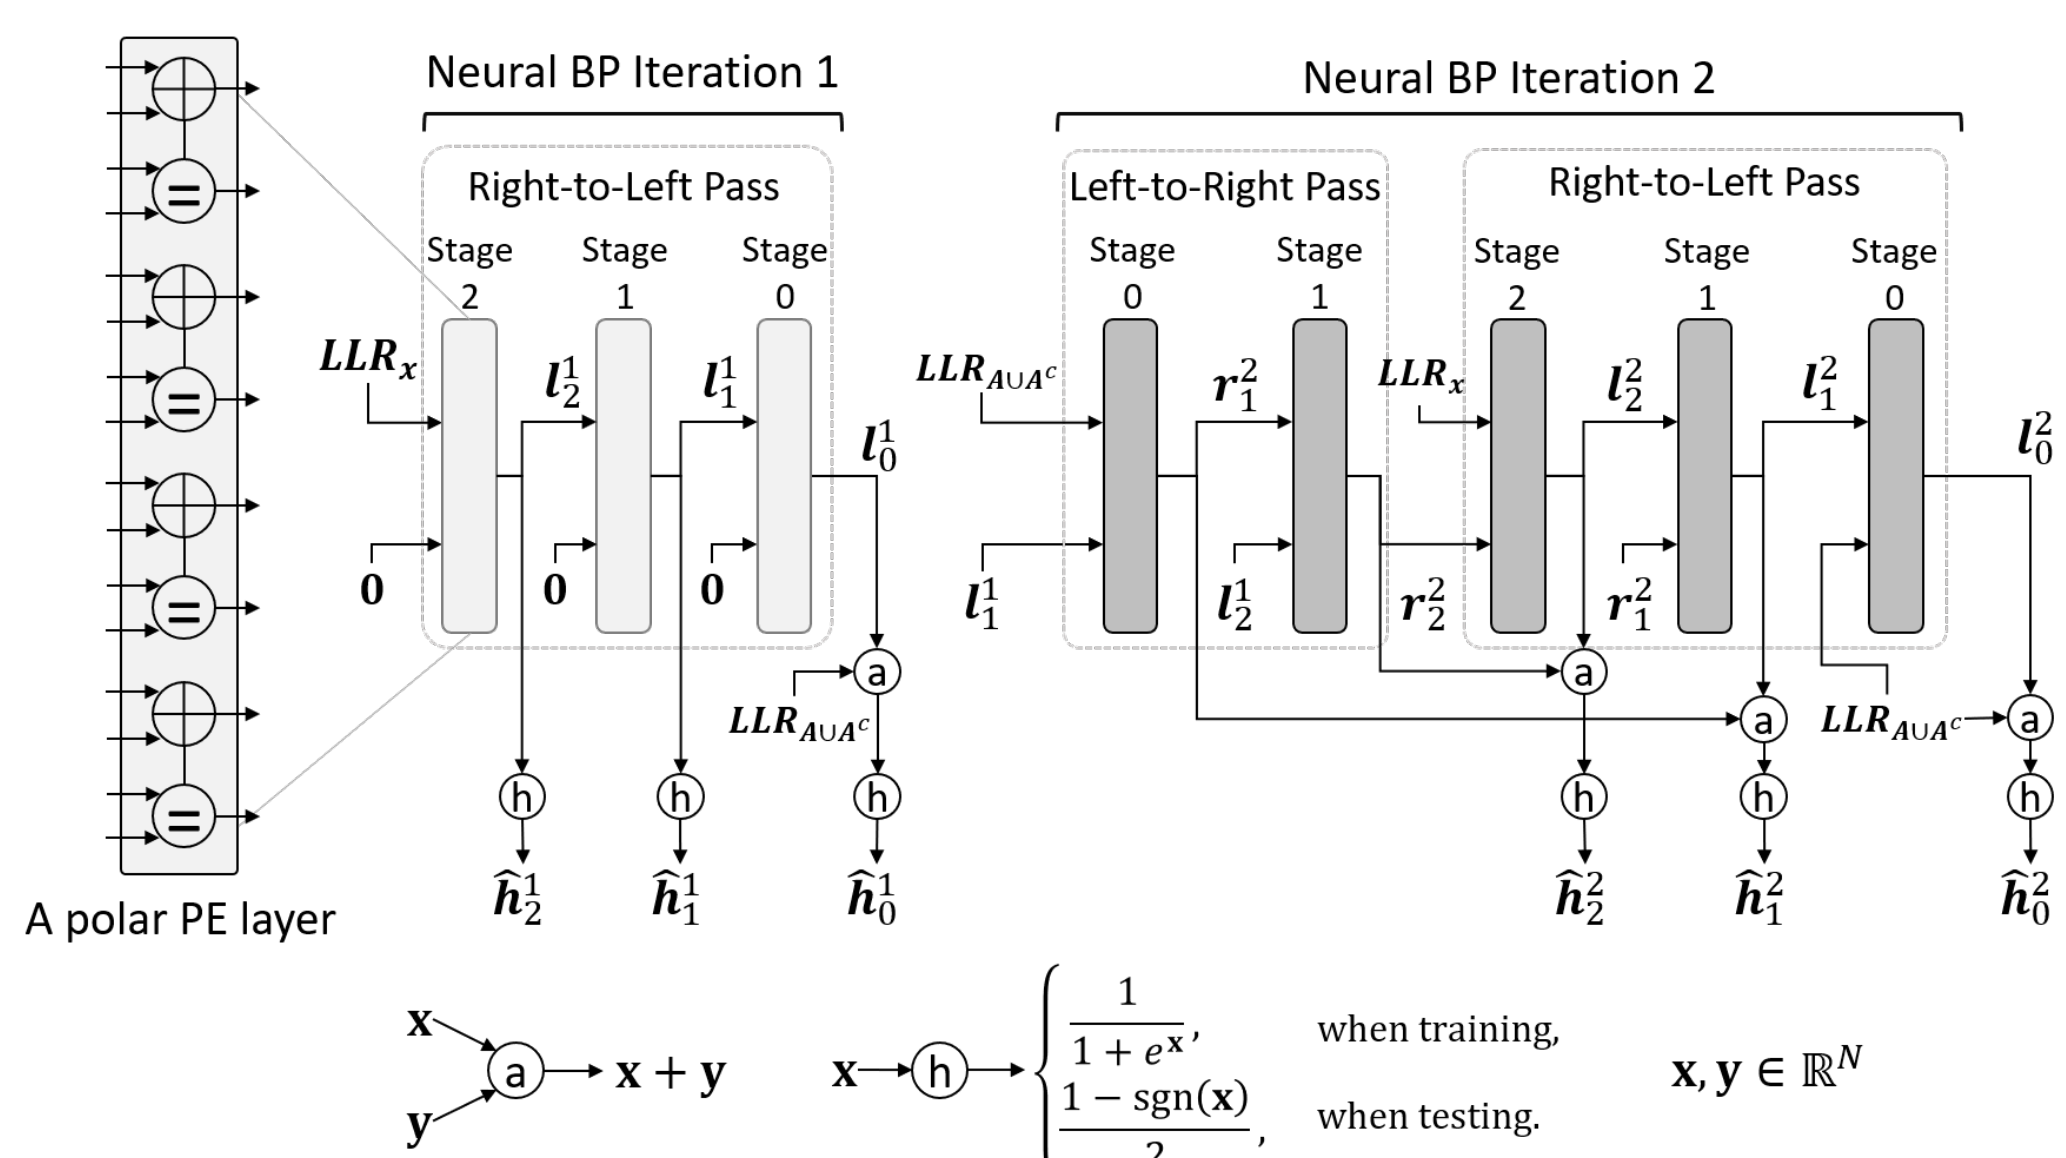 Neural BP Iteration 1
Neural BP Iteration 2
Right-to-Left Pass
Left-to-Right Pass
Right-to-Left Pass
Stage 2
Stage 1
Stage 0
Stage 0
Stage 1
Stage 2
Stage 1
Stage 0
LLR_x
l_2^1
l_1^1
l_0^1
LLR_{A∪A^c}
r_1^2
LLR_x
l_2^2
l_1^2
l_0^2
0
0
0
l_1^1
l_2^1
r_2^2
r_1^2
a
a
LLR_{A∪A^c}
a
LLR_{A∪A^c}
a
h
h
h
h
h
h
ĥ_2^1
ĥ_1^1
ĥ_0^1
ĥ_2^2
ĥ_1^2
ĥ_0^2
A polar PE layer
x
y
a
x + y
x
h
1 / (1 + e^x), when training,
(1 − sgn(x)) / 2, when testing.
x, y ∈ ℝ^N